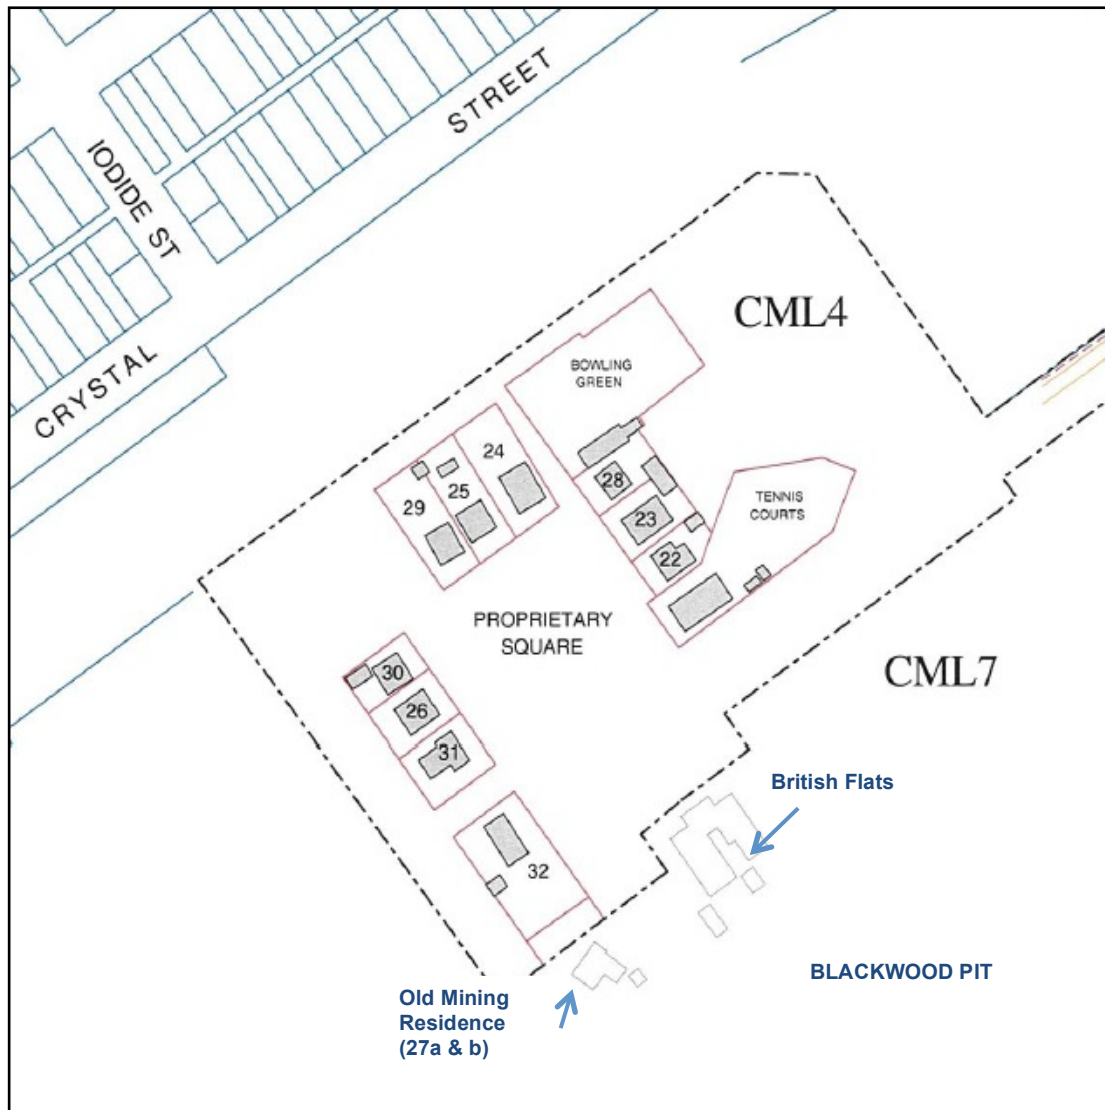 STREET
IODIDE ST
CRYSTAL
CML4
BOWLING
GREEN
24
25
29
28
23
22
TENNIS
COURTS
PROPRIETARY
SQUARE
CML7
30
26
31
32
British Flats
BLACKWOOD PIT
Old Mining
Residence
(27a & b)